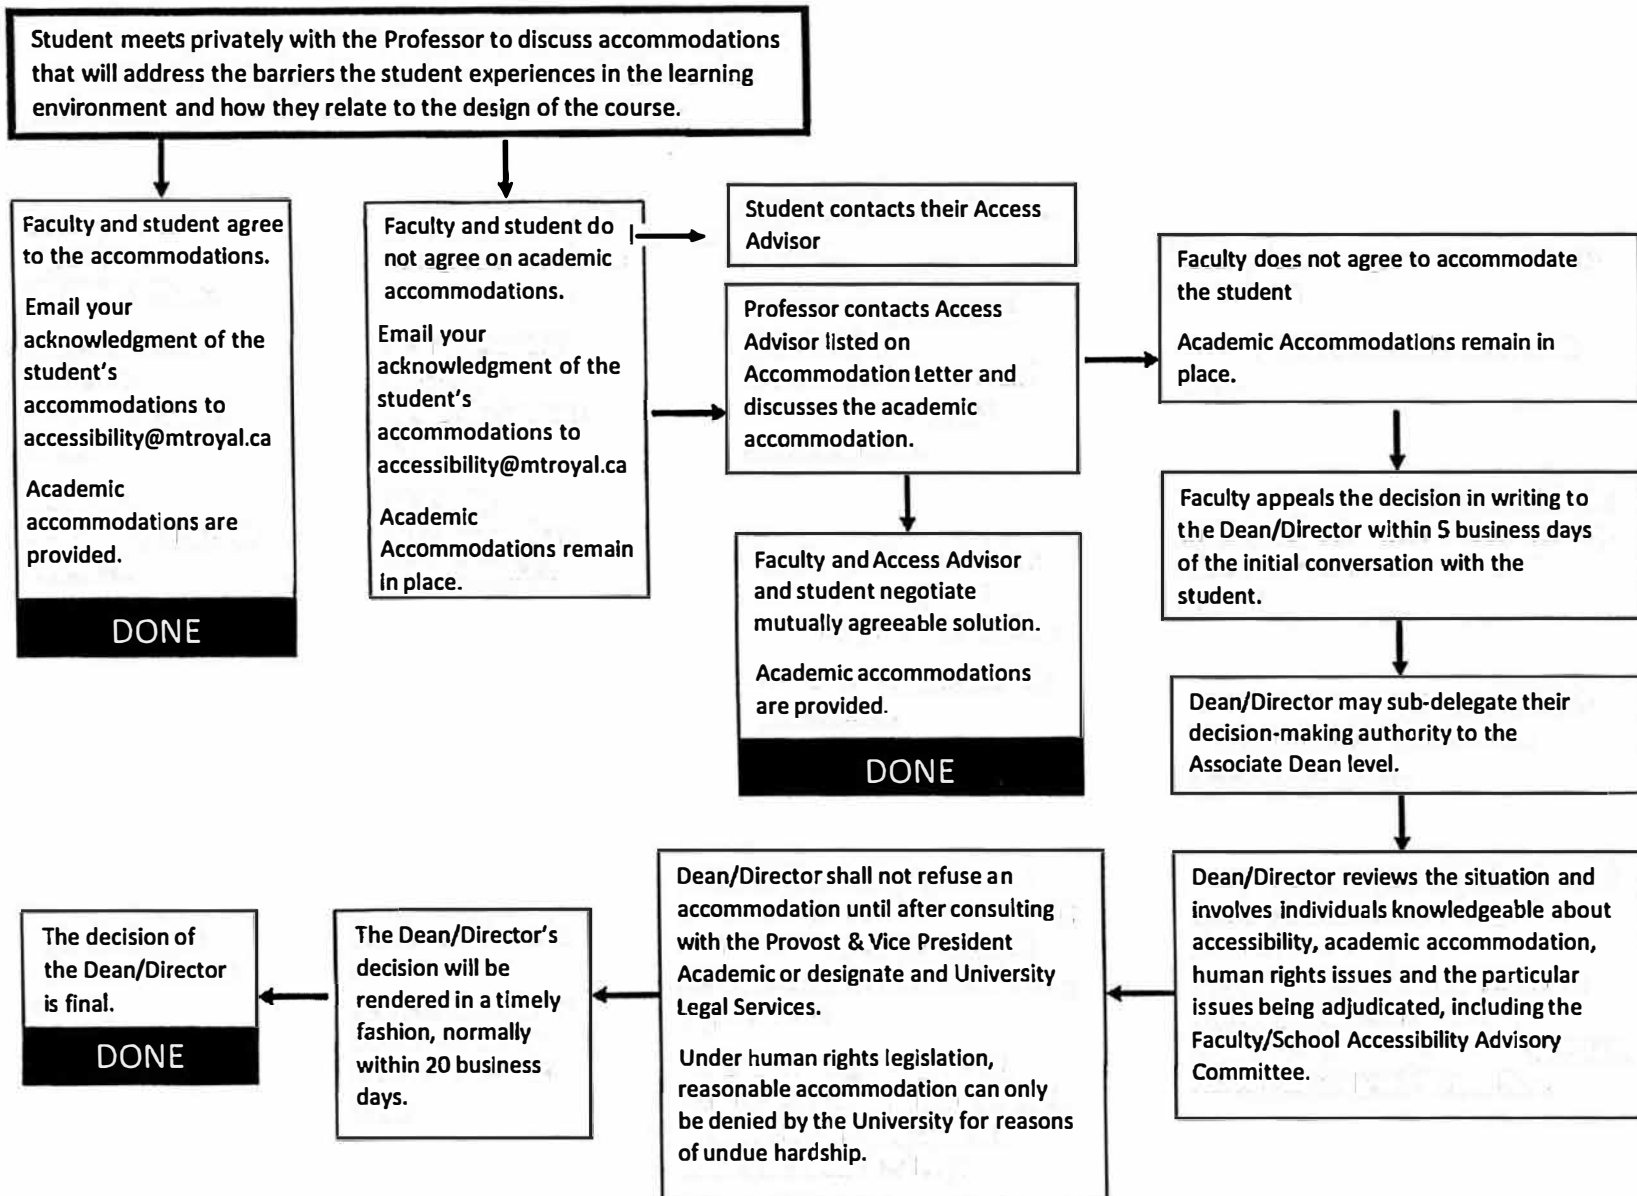 Student meets privately with the Professor to discuss accommodations
that will address the barriers the student experiences in the learning
environment and how they relate to the design of the course.
Faculty and student agree
to the accommodations.
Email your
acknowledgment of the
student's
accommodations to
accessibility@mtroyal.ca
Academic
accommodations are
provided.
DONE
Faculty and student do
not agree on academic
accommodations.
Email your
acknowledgment of the
student's
accommodations to
accessibility@mtroyal.ca
Academic
Accommodations remain
in place.
Student contacts their Access
Advisor
Professor contacts Access
Advisor listed on
Accommodation Letter and
discusses the academic
accommodation.
Faculty and Access Advisor
and student negotiate
mutually agreeable solution.
Academic accommodations
are provided.
DONE
Faculty does not agree to accommodate
the student
Academic Accommodations remain in
place.
Faculty appeals the decision in writing to
the Dean/Director within 5 business days
of the initial conversation with the
student.
Dean/Director may sub-delegate their
decision-making authority to the
Associate Dean level.
Dean/Director reviews the situation and
involves individuals knowledgeable about
accessibility, academic accommodation,
human rights issues and the particular
issues being adjudicated, including the
Faculty/School Accessibility Advisory
Committee.
Dean/Director shall not refuse an
accommodation until after consulting
with the Provost & Vice President
Academic or designate and University
Legal Services.
Under human rights legislation,
reasonable accommodation can only
be denied by the University for reasons
of undue hardship.
The Dean/Director's
decision will be
rendered in a timely
fashion, normally
within 20 business
days.
The decision of
the Dean/Director
is final.
DONE